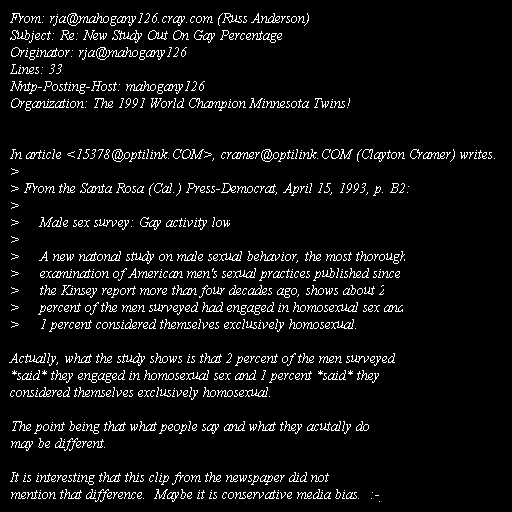 From: rja@mahogany126.cray.com (Russ Anderson)
Subject: Re: New Study Out On Gay Percentage
Originator: rja@mahogany126
Lines: 33
Nntp-Posting-Host: mahogany126
Organization: The 1991 World Champion Minnesota Twins!
In article <15378@optilink.COM>, cramer@optilink.COM (Clayton Cramer) writes.
>
> From the Santa Rosa (Cal.) Press-Democrat, April 15, 1993, p. B2:
>
> Male sex survey: Gay activity low
>
> A new natonal study on male sexual behavior, the most thorough
> examination of American men's sexual practices published since
> the Kinsey report more than four decades ago, shows about 2
> percent of the men surveyed had engaged in homosexual sex and
> 1 percent considered themselves exclusively homosexual.
Actually, what the study shows is that 2 percent of the men surveyed
*said* they engaged in homosexual sex and 1 percent *said* they
considered themselves exclusively homosexual.
The point being that what people say and what they acutally do
may be different.
It is interesting that this clip from the newspaper did not
mention that difference. Maybe it is conservative media bias. :-